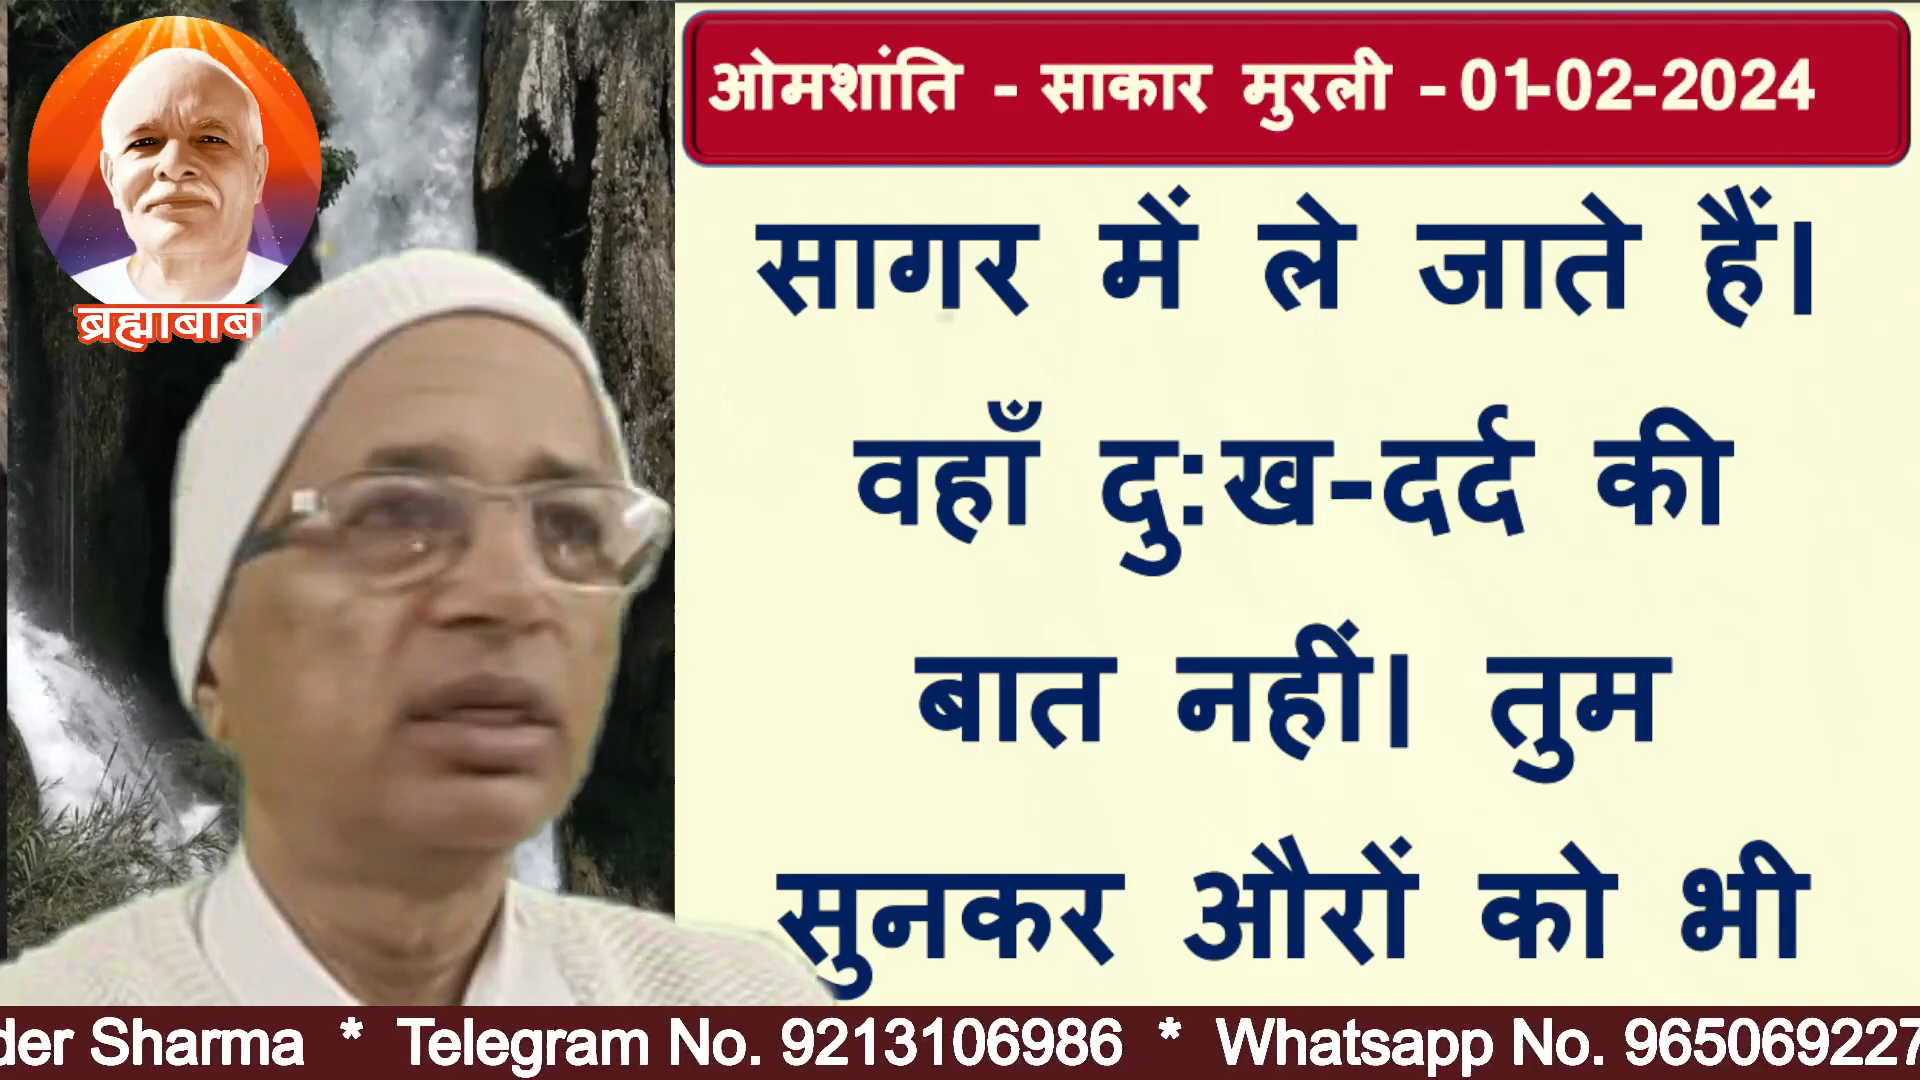 ओमशांति - साकार मुरली - 01-02-2024
ब्रह्माबाब
सागर में ले जाते हैं।
वहाँ दु:ख-दर्द की
बात नहीं। तुम
सुनकर औरों को भी
der Sharma * Telegram No. 9213106986 * Whatsapp No. 965069227